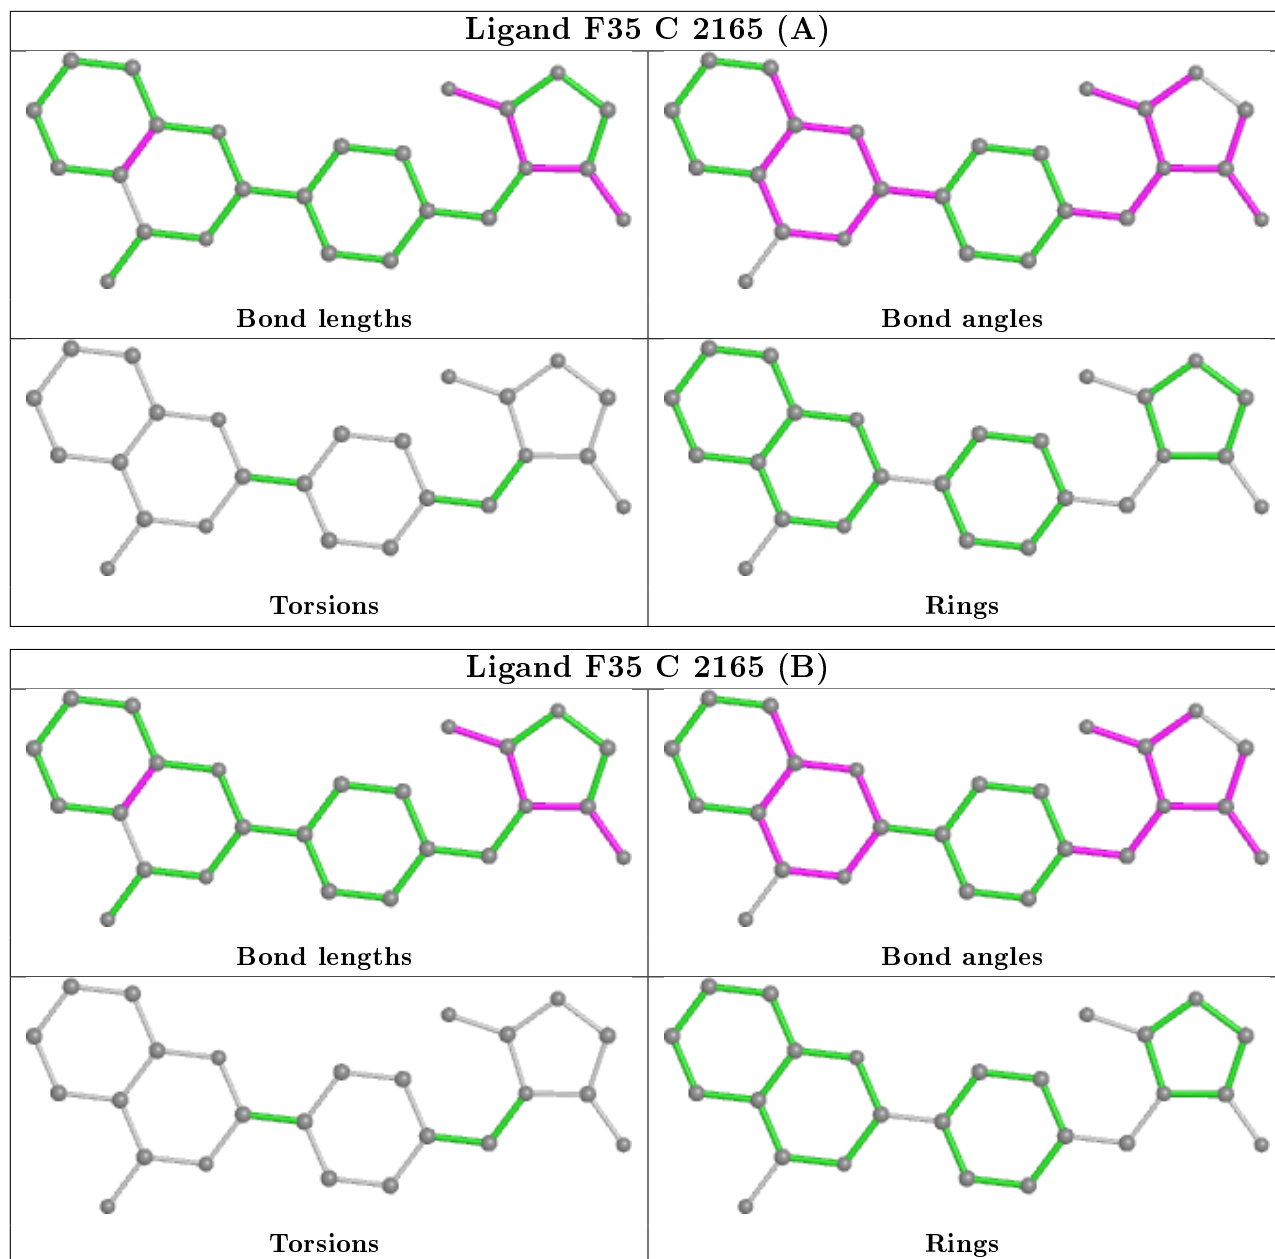 Ligand F35 C 2165 (A)
Bond lengths
Bond angles
Torsions
Rings
Ligand F35 C 2165 (B)
Bond lengths
Bond angles
Torsions
Rings